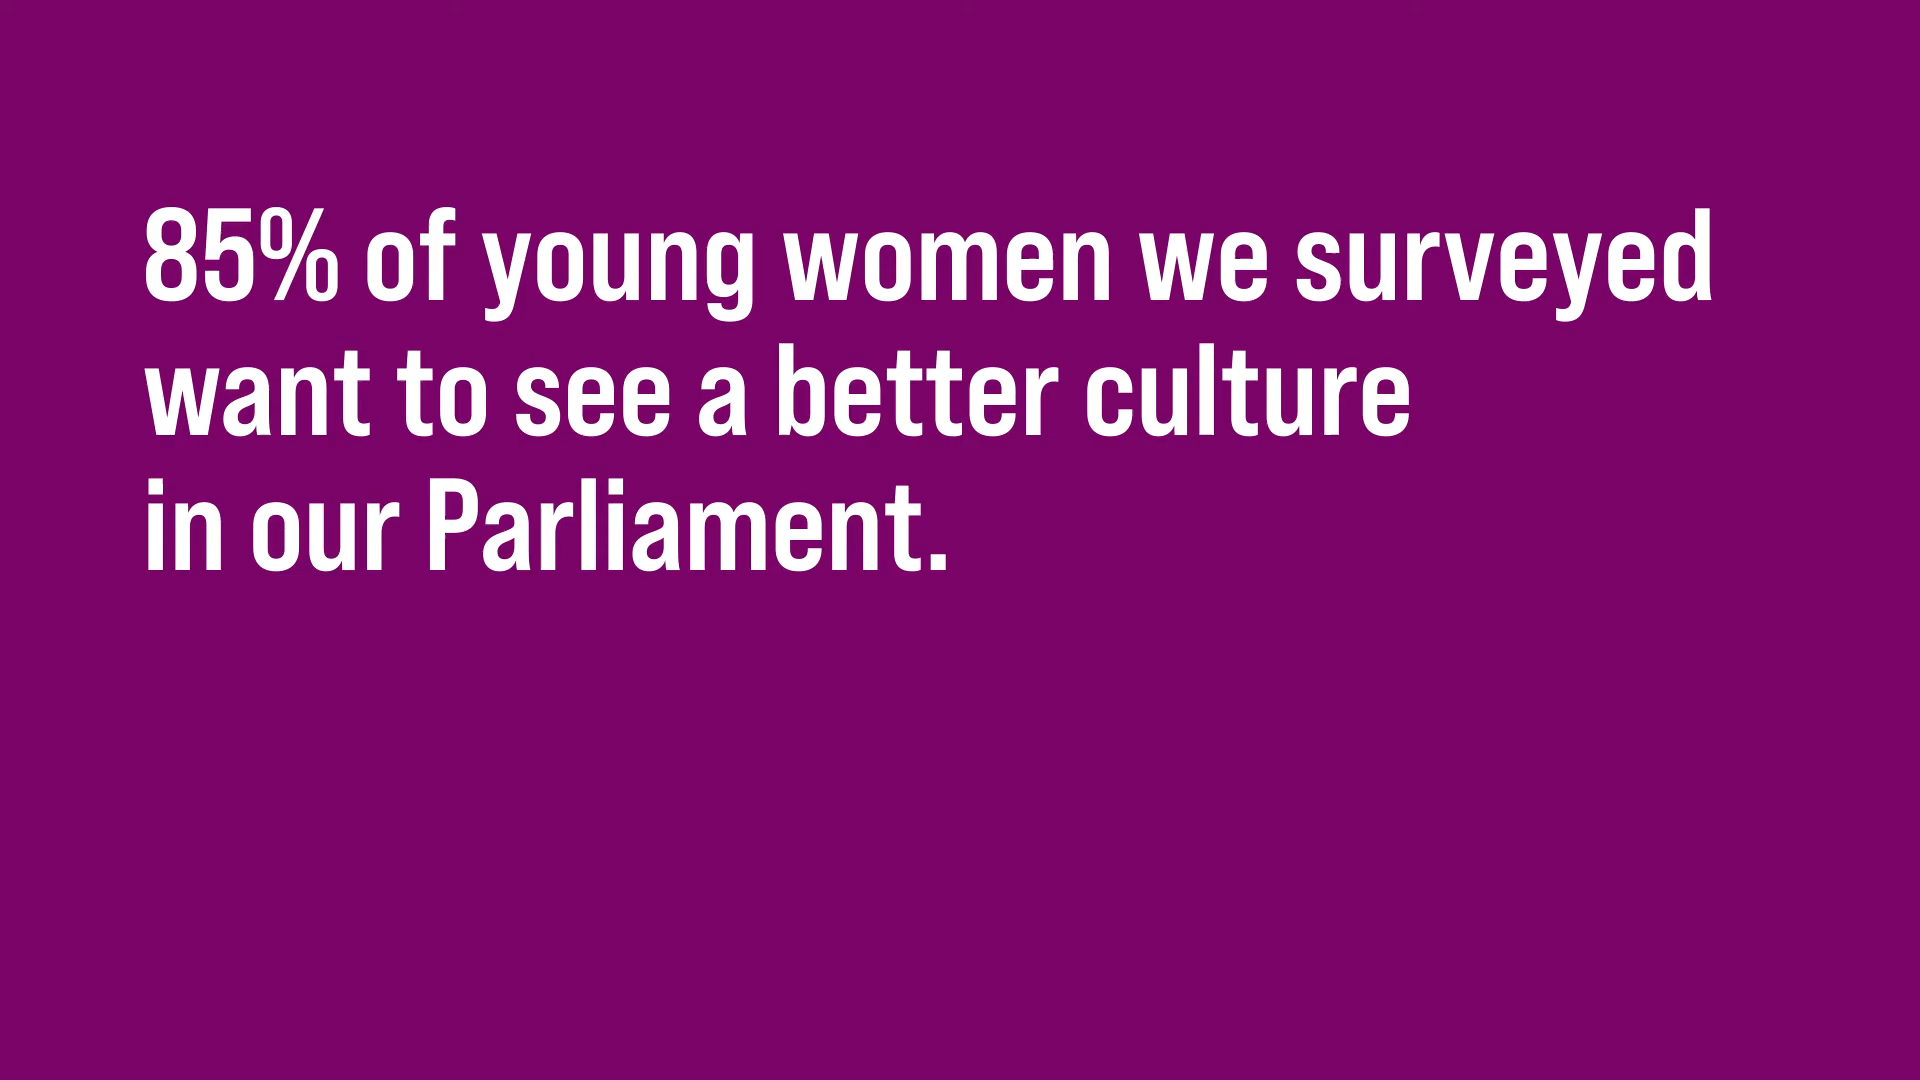 85% of young women we surveyed
want to see a better culture
in our Parliament.